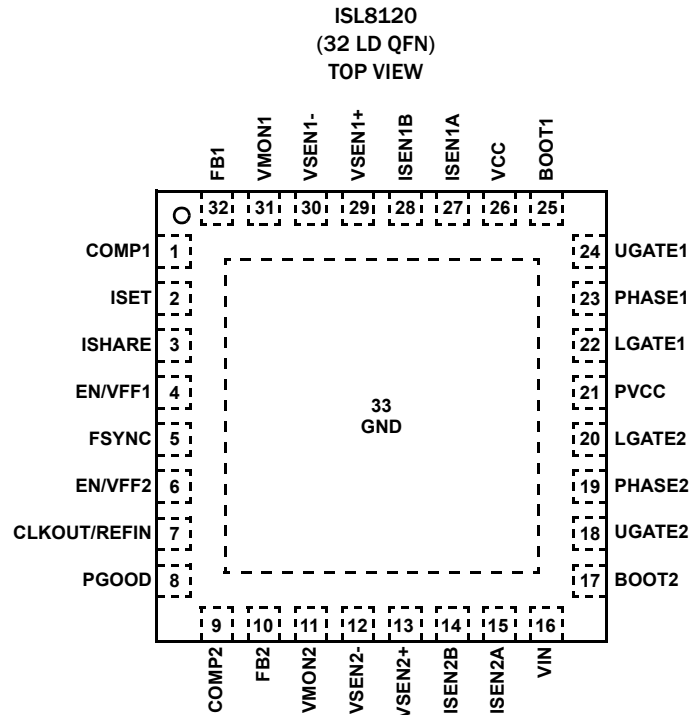 ISL8120
(32 LD QFN)
TOP VIEW
FB1
VMON1
VSEN1-
VSEN1+
ISEN1B
ISEN1A
VCC
BOOT1
32
31
30
29
28
27
26
25
COMP1 1
ISET 2
ISHARE 3
EN/VFF1 4
FSYNC 5
EN/VFF2 6
CLKOUT/REFIN 7
PGOOD 8
33
GND
24 UGATE1
23 PHASE1
22 LGATE1
21 PVCC
20 LGATE2
19 PHASE2
18 UGATE2
17 BOOT2
9
10
11
12
13
14
15
16
COMP2
FB2
VMON2
VSEN2-
VSEN2+
ISEN2B
ISEN2A
VIN